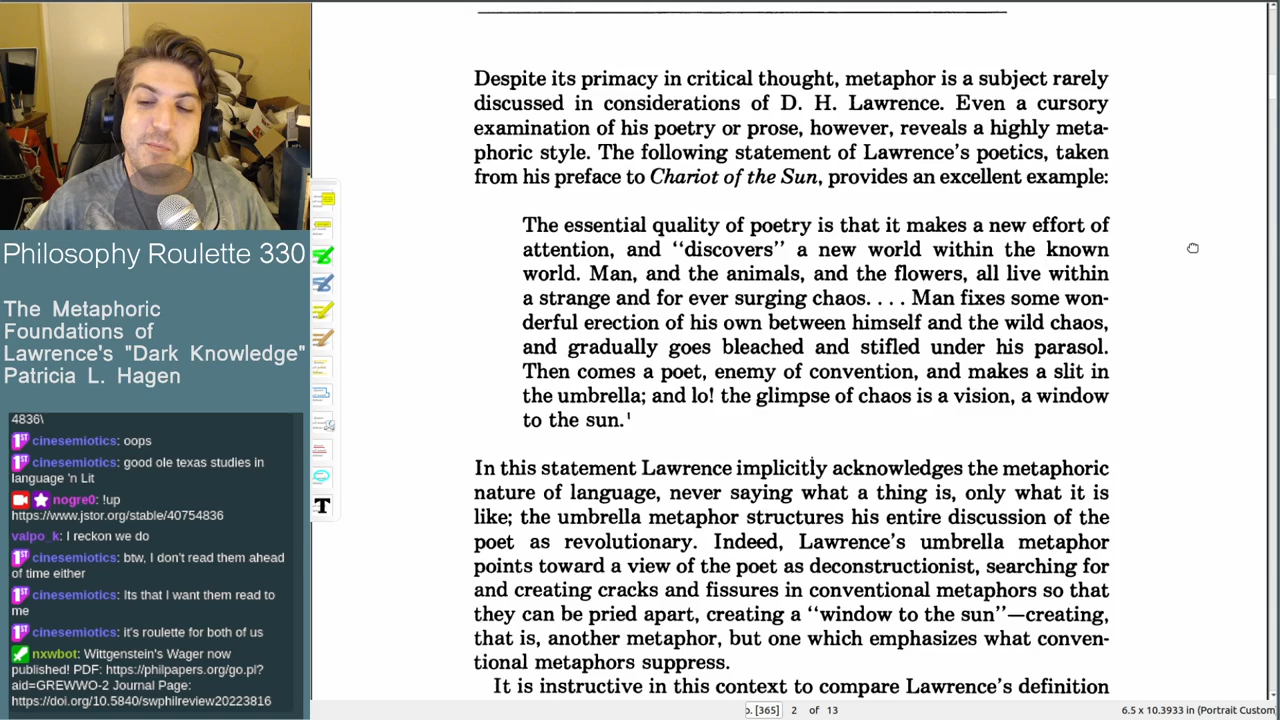 Despite its primacy in critical thought, metaphor is a subject rarely
discussed in considerations of D. H. Lawrence. Even a cursory
examination of his poetry or prose, however, reveals a highly meta-
phoric style. The following statement of Lawrence's poetics, taken
from his preface to Chariot of the Sun, provides an excellent example:
The essential quality of poetry is that it makes a new effort of
attention, and "discovers" a new world within the known
world. Man, and the animals, and the flowers, all live within
a strange and for ever surging chaos. . . . Man fixes some won-
derful erection of his own between himself and the wild chaos,
and gradually goes bleached and stifled under his parasol.
Then comes a poet, enemy of convention, and makes a slit in
the umbrella; and lo! the glimpse of chaos is a vision, a window
to the sun.¹
In this statement Lawrence implicitly acknowledges the metaphoric
nature of language, never saying what a thing is, only what it is
like; the umbrella metaphor structures his entire discussion of the
poet as revolutionary. Indeed, Lawrence's umbrella metaphor
points toward a view of the poet as deconstructionist, searching for
and creating cracks and fissures in conventional metaphors so that
they can be pried apart, creating a "window to the sun"—creating,
that is, another metaphor, but one which emphasizes what conven-
tional metaphors suppress.
It is instructive in this context to compare Lawrence's definition
Philosophy Roulette 330
The Metaphoric
Foundations of
Lawrence's "Dark Knowledge"
Patricia L. Hagen
4836\
cinesemiotics: oops
cinesemiotics: good ole texas studies in
language 'n Lit
nogre0: !up
https://www.jstor.org/stable/40754836
valpo_k: I reckon we do
cinesemiotics: btw, I don't read them ahead
of time either
cinesemiotics: Its that I want them read to
me
cinesemiotics: it's roulette for both of us
nxwbot: Wittgenstein's Wager now
published! PDF: https://philpapers.org/go.pl?
aid=GREWWO-2 Journal Page:
https://doi.org/10.5840/swphilreview20223816
T
p. [365] 2 of 13
6.5 x 10.3933 in (Portrait Custom